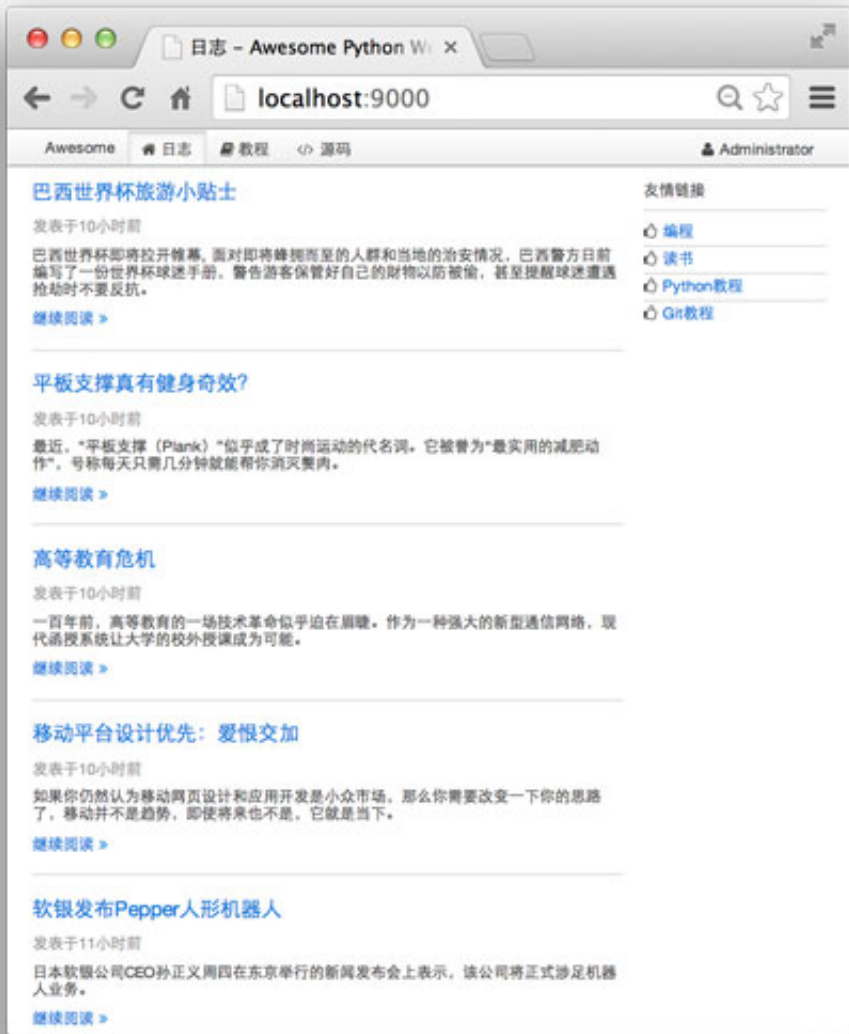 日志 - Awesome Python W
localhost:9000
Awesome 日志 教程 源码 Administrator
巴西世界杯旅游小贴士
发表于10小时前
巴西世界杯即将拉开帷幕，面对即将蜂拥而至的人群和当地的治安情况，巴西警方日前
编写了一份世界杯球迷手册，警告游客保管好自己的财物以防被偷，甚至提醒球迷遭遇
抢劫时不要反抗。
继续阅读 »
平板支撑真有健身奇效？
发表于10小时前
最近，“平板支撑（Plank）”似乎成了时尚运动的代名词。它被誉为“最实用的减肥动
作”，号称每天只需几分钟就能帮你消灭赘肉。
继续阅读 »
高等教育危机
发表于10小时前
一百年前，高等教育的一场技术革命似乎迫在眉睫。作为一种强大的新型通信网络，现
代函授系统让大学的校外授课成为可能。
继续阅读 »
移动平台设计优先：爱恨交加
发表于10小时前
如果你仍然认为移动网页设计和应用开发是小众市场，那么你需要改变一下你的思路
了，移动并不是趋势，即使将来也不是，它就是当下。
继续阅读 »
软银发布Pepper人形机器人
发表于11小时前
日本软银公司CEO孙正义周四在东京举行的新闻发布会上表示，该公司将正式涉足机器
人业务。
继续阅读 »
友情链接
编程
读书
Python教程
Git教程